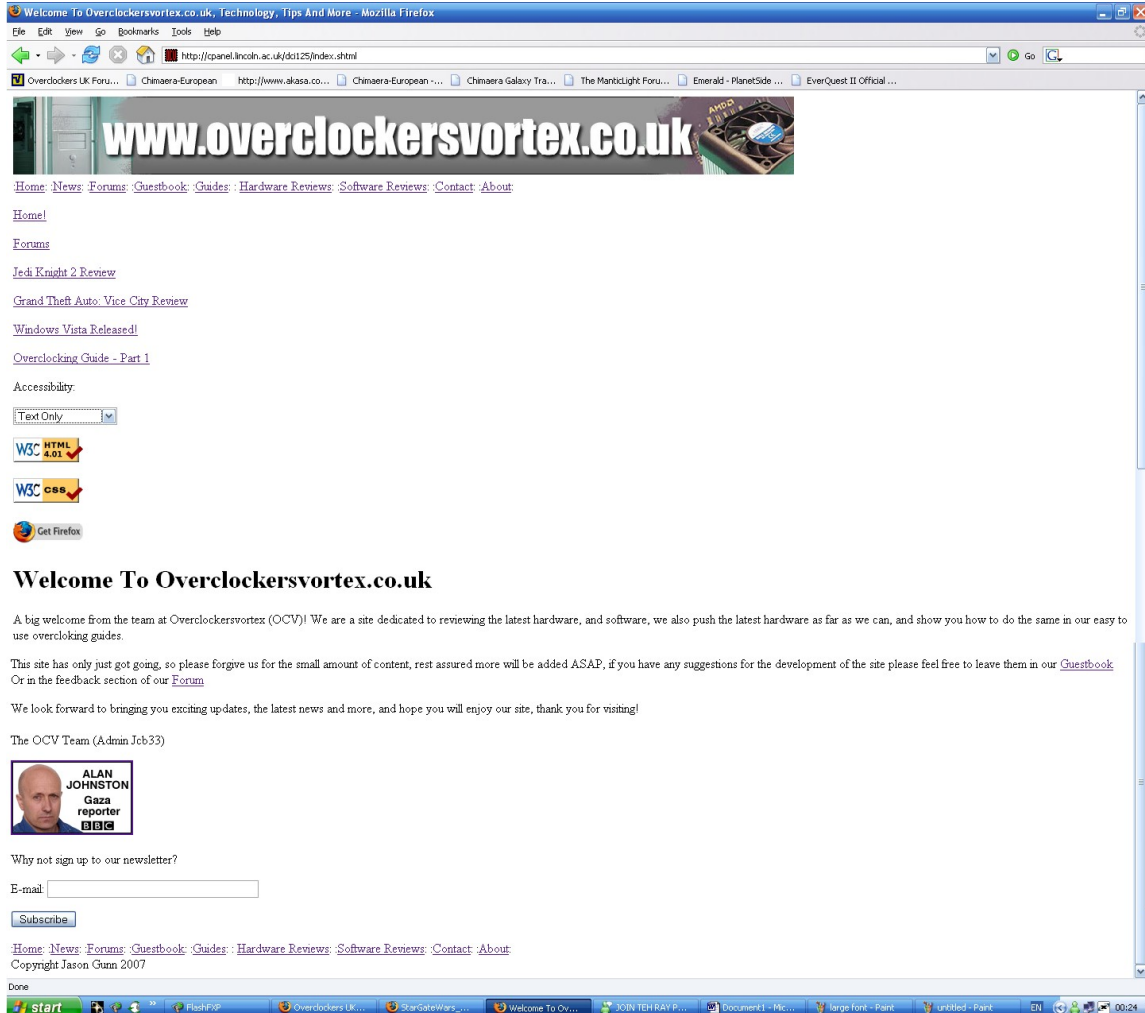 Welcome To Overclockersvortex.co.uk, Technology, Tips And More - Mozilla Firefox
File Edit View Go Bookmarks Tools Help
http://cpanel.lincoln.ac.uk/dci125/index.shtml Go
Overclockers UK Foru... Chimaera-European http://www.akasa.co... Chimaera-European -... Chimaera Galaxy Tra... The ManticLight Foru... Emerald - PlanetSide ... EverQuest II Official ...
www.overclockersvortex.co.uk
AMD
:Home: :News: :Forums: :Guestbook: :Guides: : Hardware Reviews: :Software Reviews: :Contact: :About:
Home!
Forums
Jedi Knight 2 Review
Grand Theft Auto: Vice City Review
Windows Vista Released!
Overclocking Guide - Part 1
Accessibility:
Text Only
W3C HTML 4.01
W3C css
Get Firefox
Welcome To Overclockersvortex.co.uk
A big welcome from the team at Overclockersvortex (OCV)! We are a site dedicated to reviewing the latest hardware, and software, we also push the latest hardware as far as we can, and show you how to do the same in our easy to
use overcloking guides.
This site has only just got going, so please forgive us for the small amount of content, rest assured more will be added ASAP, if you have any suggestions for the development of the site please feel free to leave them in our Guestbook
Or in the feedback section of our Forum
We look forward to bringing you exciting updates, the latest news and more, and hope you will enjoy our site, thank you for visiting!
The OCV Team (Admin Jcb33)
ALAN
JOHNSTON
Gaza
reporter
BBC
Why not sign up to our newsletter?
E-mail:
Subscribe
:Home: :News: :Forums: :Guestbook: :Guides: : Hardware Reviews: :Software Reviews: :Contact: :About:
Copyright Jason Gunn 2007
Done
start FlashFXP Overclockers UK... StarGateWars_... Welcome To Ov... JOIN TEH RAY P... Document1 - Mic... large font - Paint untitled - Paint EN 00:24